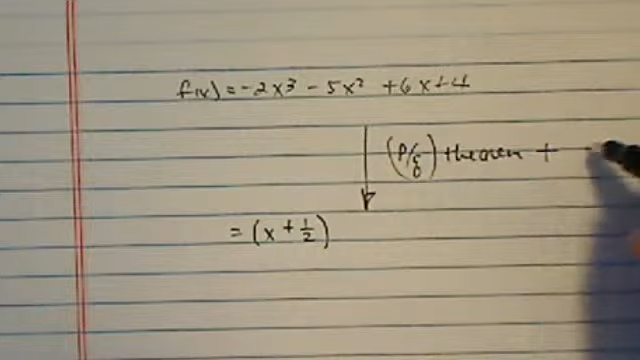 f(x) = -2x³ - 5x² + 6x + 4
(P/q) theorem +
= (x + 1/2)